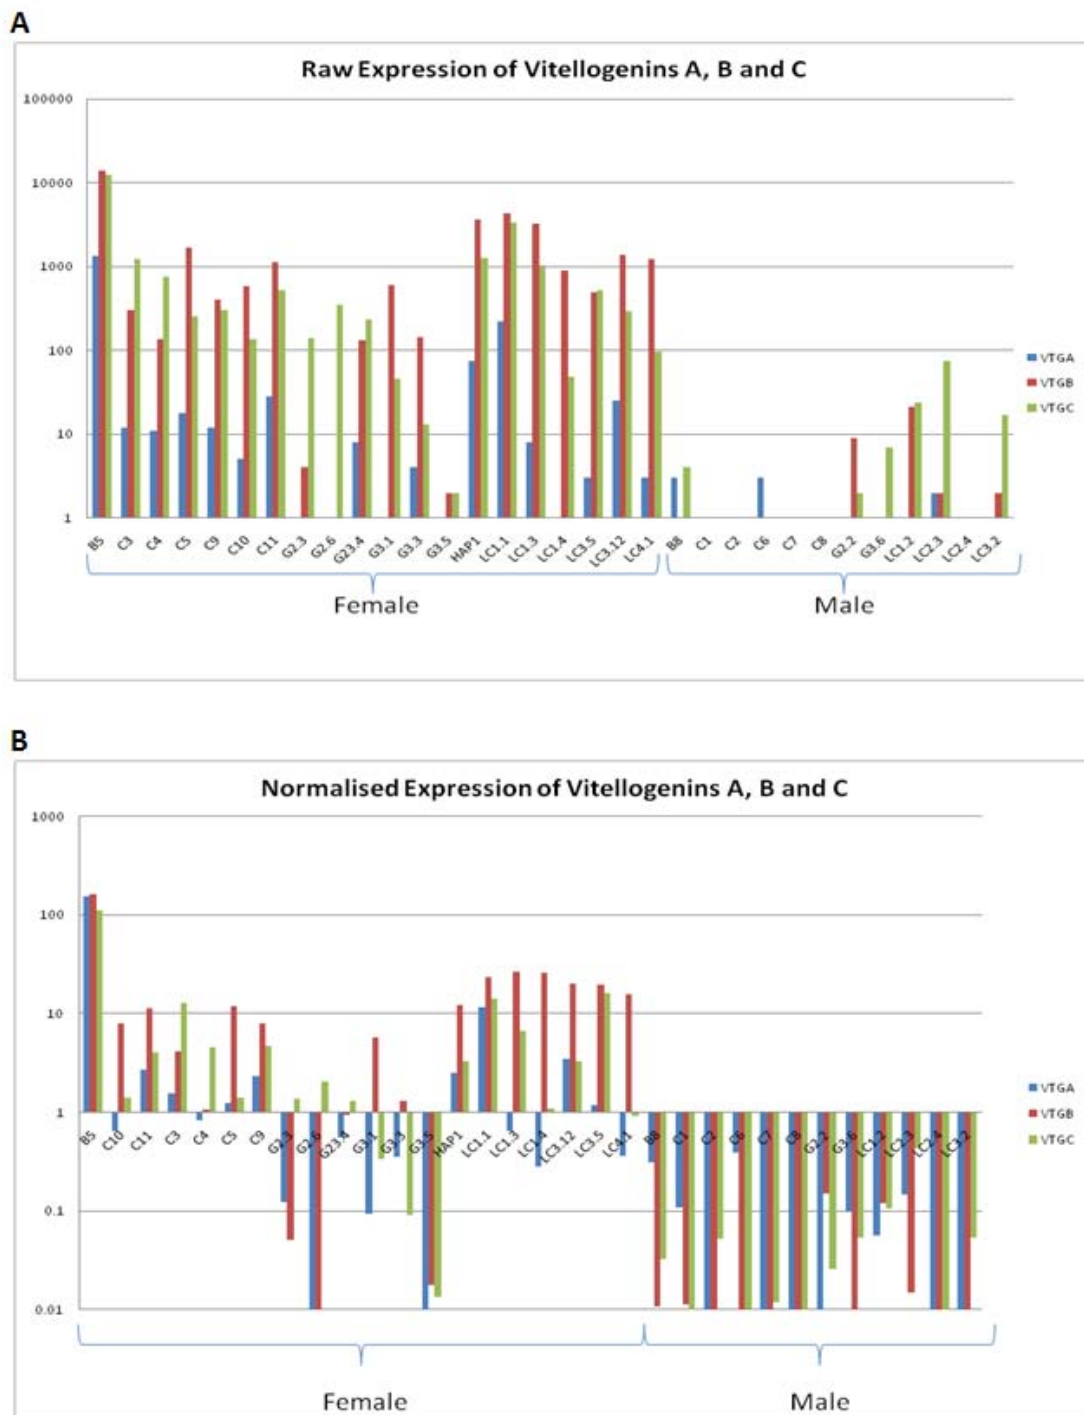 A
Raw Expression of Vitellogenins A, B and C
100000
10000
1000
100
10
1
B5 C3 C4 C5 C9 C10 C11 G2.3 G2.6 G23.4 G3.1 G3.3 G3.5 HAP1 LC1.1 LC1.3 LC1.4 LC3.5 LC3.12 LC4.1 B8 C1 C2 C6 C7 C8 G2.2 G3.6 LC1.2 LC2.3 LC2.4 LC3.2
VTGA
VTGB
VTGC
Female Male
B
Normalised Expression of Vitellogenins A, B and C
1000
100
10
1
0.1
0.01
B5 C10 C11 C3 C4 C5 C9 G2.3 G2.6 G23.4 G3.1 G3.3 G3.5 HAP1 LC1.1 LC1.3 LC1.4 LC3.12 LC3.5 LC4.1 B8 C1 C2 C6 C7 C8 G2.2 G3.6 LC1.2 LC2.3 LC2.4 LC3.2
VTGA
VTGB
VTGC
Female Male